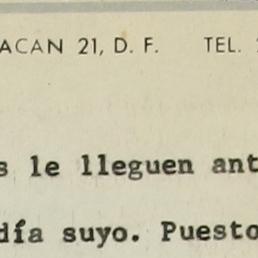 ACAN 21, D. F. TEL.
s le lleguen ant
día suyo. Puesto